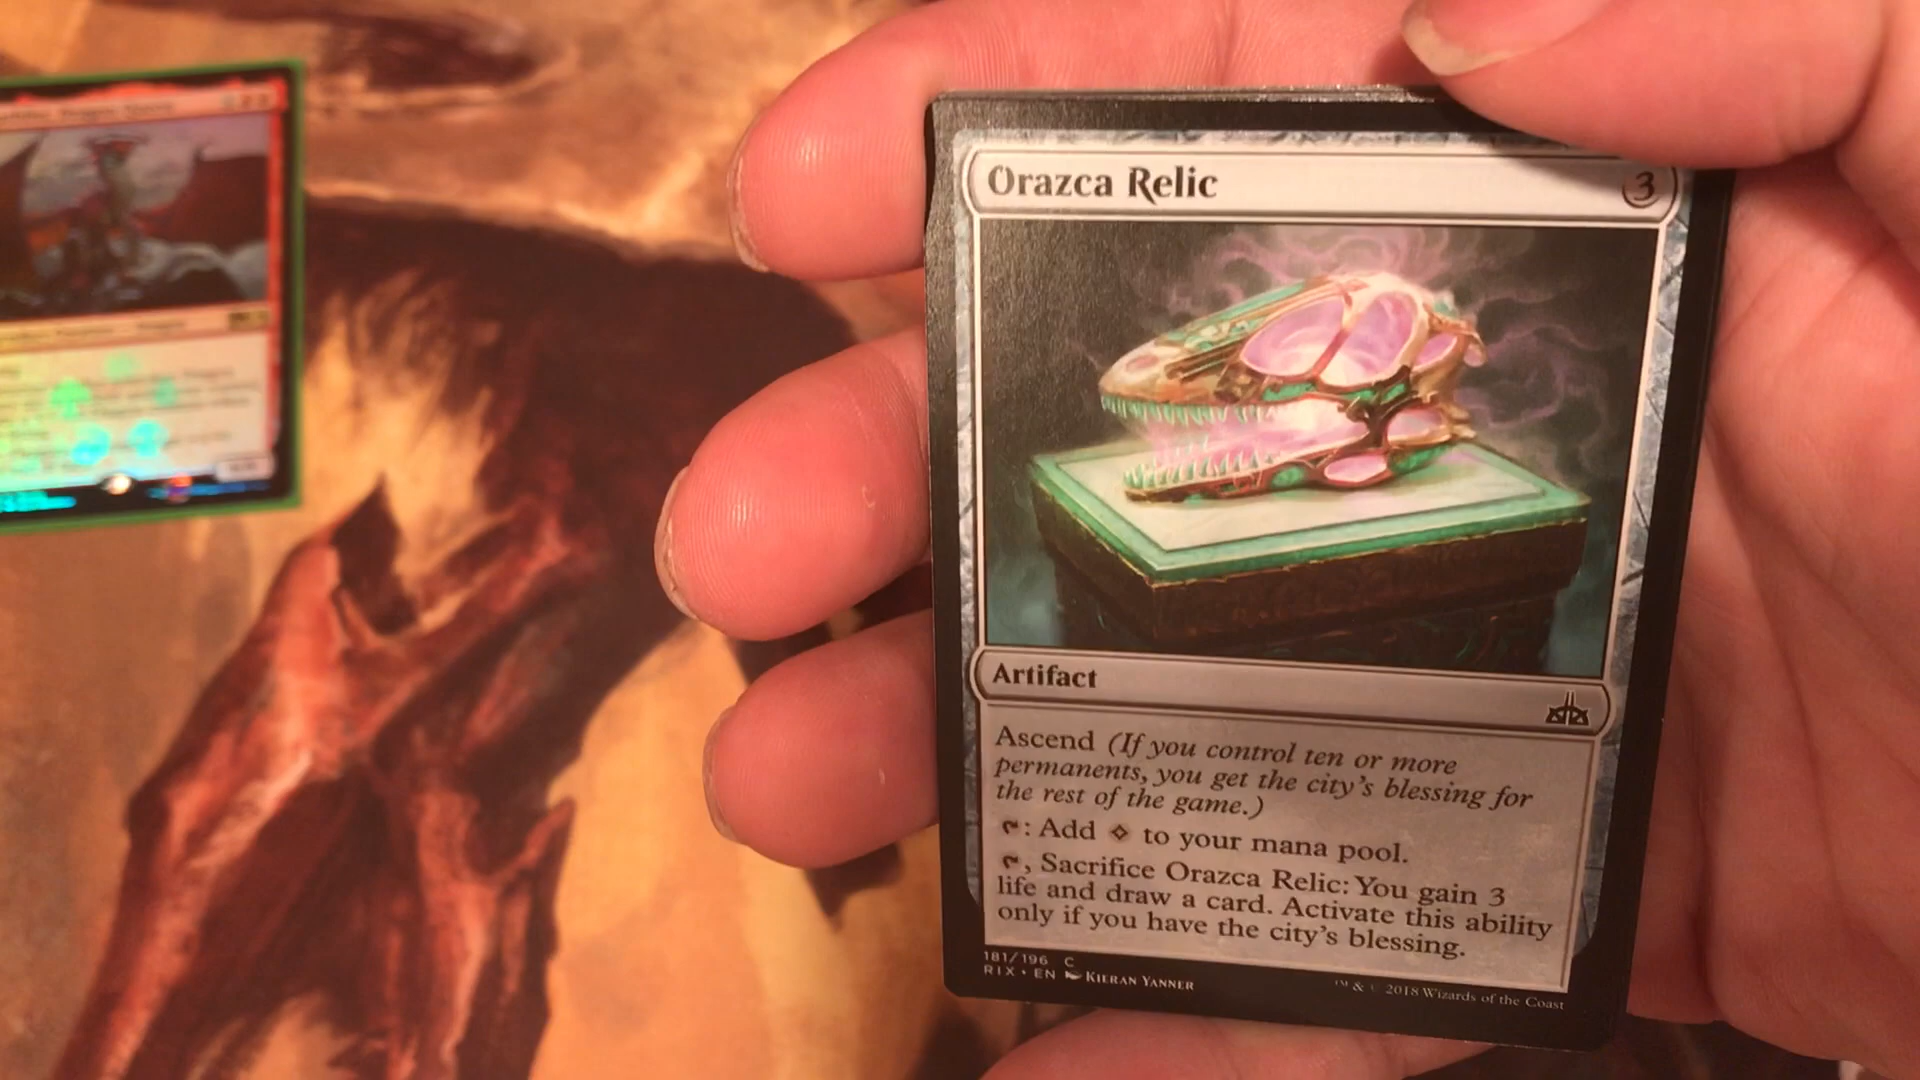 Orazca Relic
3
Artifact
Ascend (If you control ten or more
permanents, you get the city's blessing for
the rest of the game.)
: Add to your mana pool.
, Sacrifice Orazca Relic: You gain 3
life and draw a card. Activate this ability
only if you have the city's blessing.
181/196 C
RIX • EN KIERAN YANNER
™ & © 2018 Wizards of the Coast